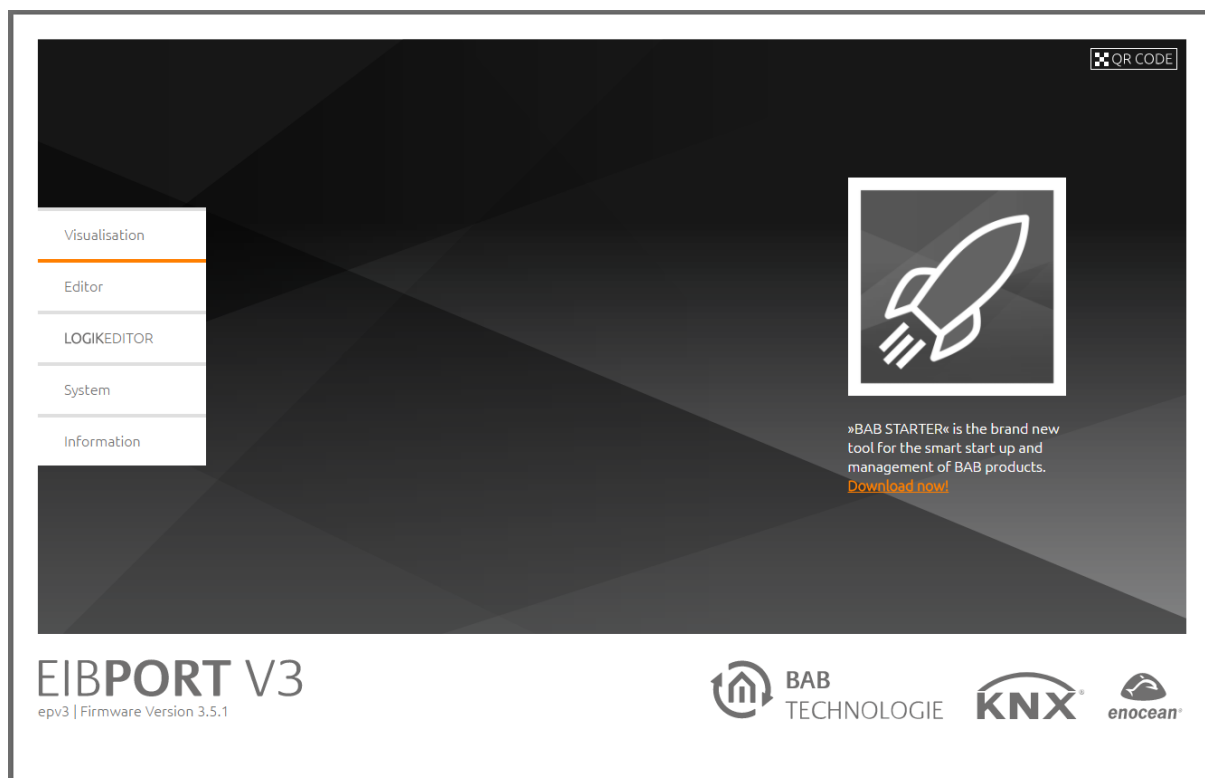 QR CODE
Visualisation
Editor
LOGIKEDITOR
System
Information
»BAB STARTER« is the brand new
tool for the smart start up and
management of BAB products.
Download now!
EIBPORT V3
epv3 | Firmware Version 3.5.1
BAB
TECHNOLOGIE
KNX®
enocean®